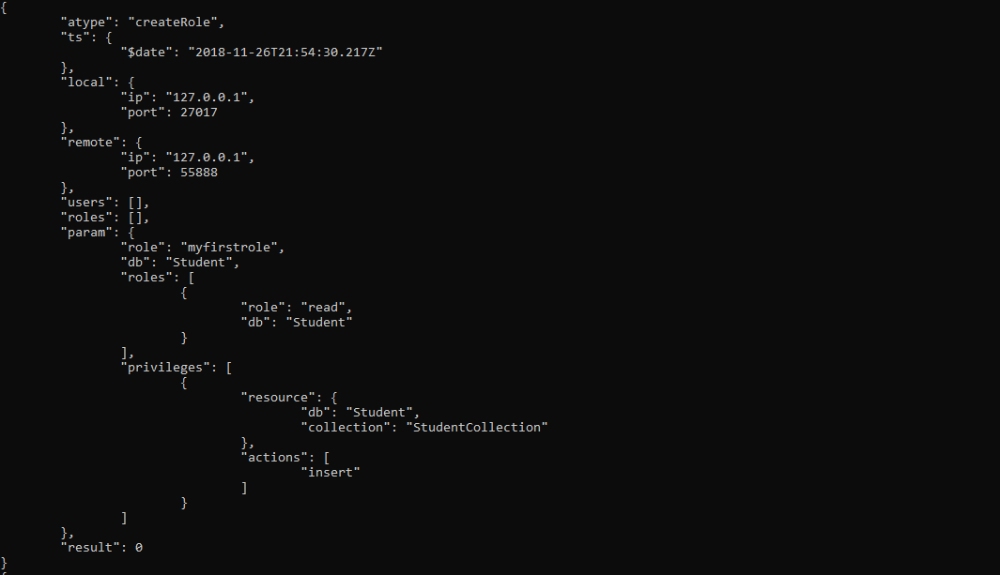 {
"atype": "createRole",
"ts": {
"$date": "2018-11-26T21:54:30.217Z"
},
"local": {
"ip": "127.0.0.1",
"port": 27017
},
"remote": {
"ip": "127.0.0.1",
"port": 55888
},
"users": [],
"roles": [],
"param": {
"role": "myfirstrole",
"db": "Student",
"roles": [
{
"role": "read",
"db": "Student"
}
],
"privileges": [
{
"resource": {
"db": "Student",
"collection": "StudentCollection"
},
"actions": [
"insert"
]
}
]
},
"result": 0
}